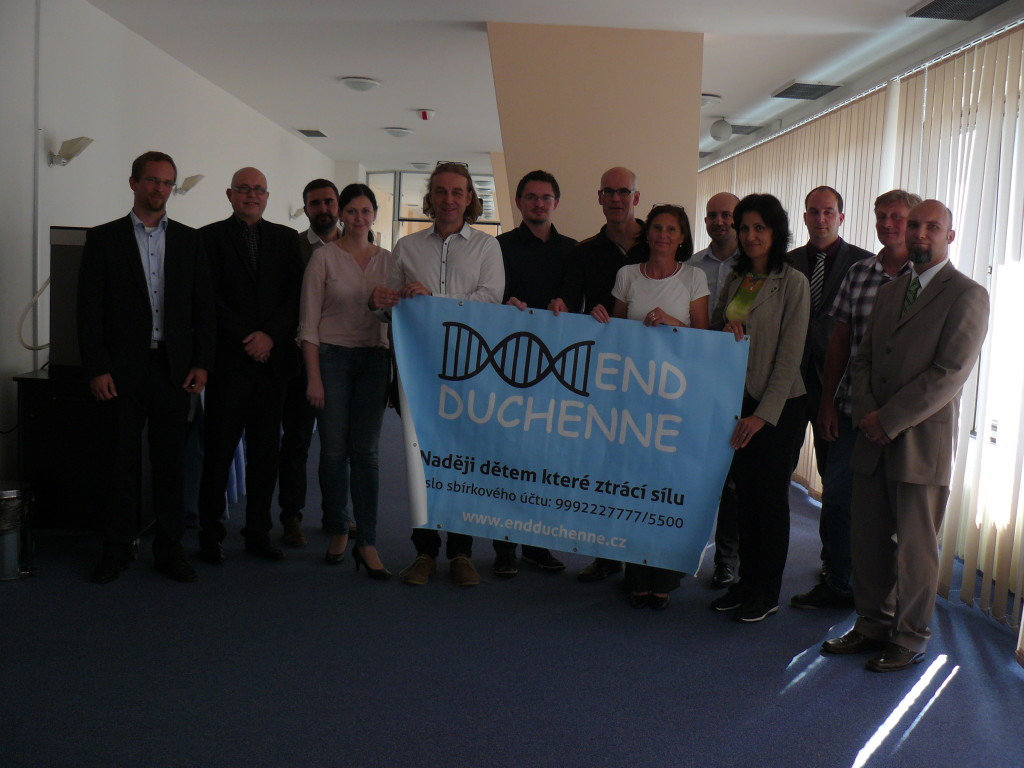 END
DUCHENNE
Naději dětem které ztrácí sílu
slo sbírkového účtu: 9992227777/5500
www.endduchenne.cz